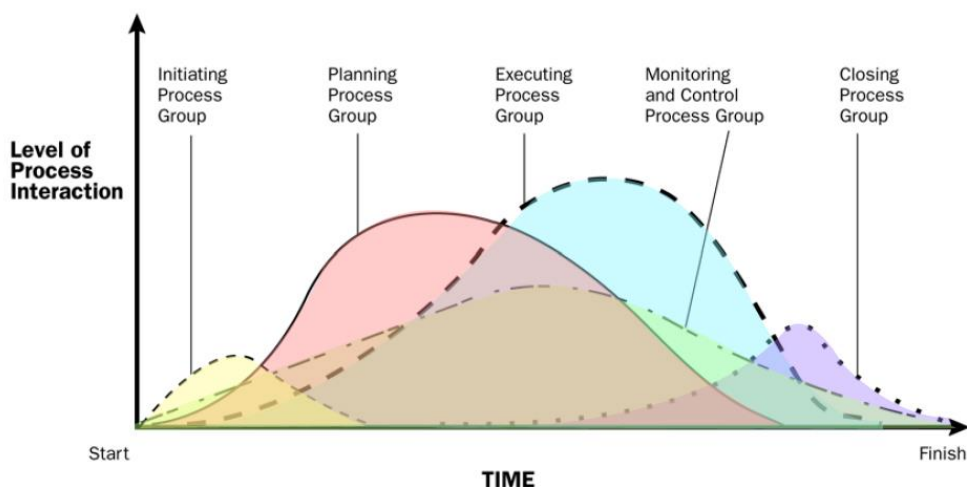 Initiating
Process
Group
Planning
Process
Group
Executing
Process
Group
Monitoring
and Control
Process Group
Closing
Process
Group
Level of
Process
Interaction
Start
Finish
TIME